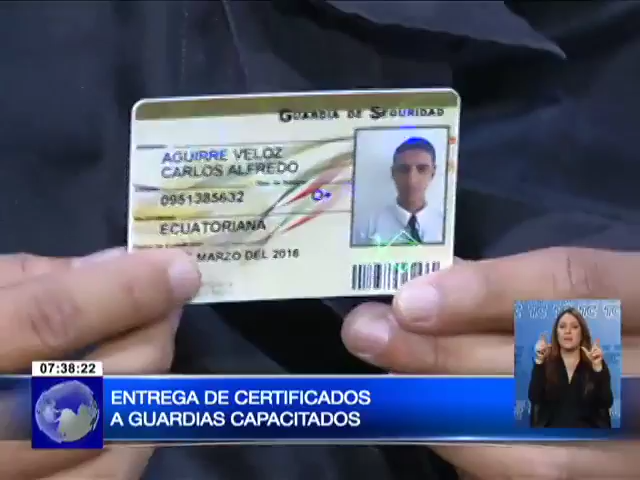 GUARDIA DE SEGURIDAD
AGUIRRE VELOZ
CARLOS ALFREDO
0951385632
O+
ECUATORIANA
MARZO DEL 2016
07:38:22
ENTREGA DE CERTIFICADOS
A GUARDIAS CAPACITADOS